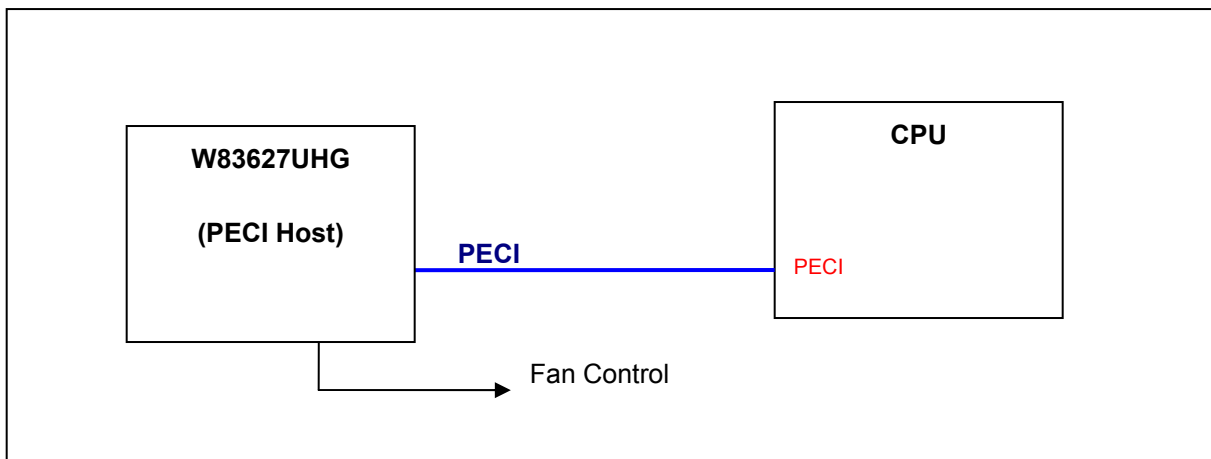 W83627UHG
(PECI Host)
PECI
CPU
PECI
Fan Control